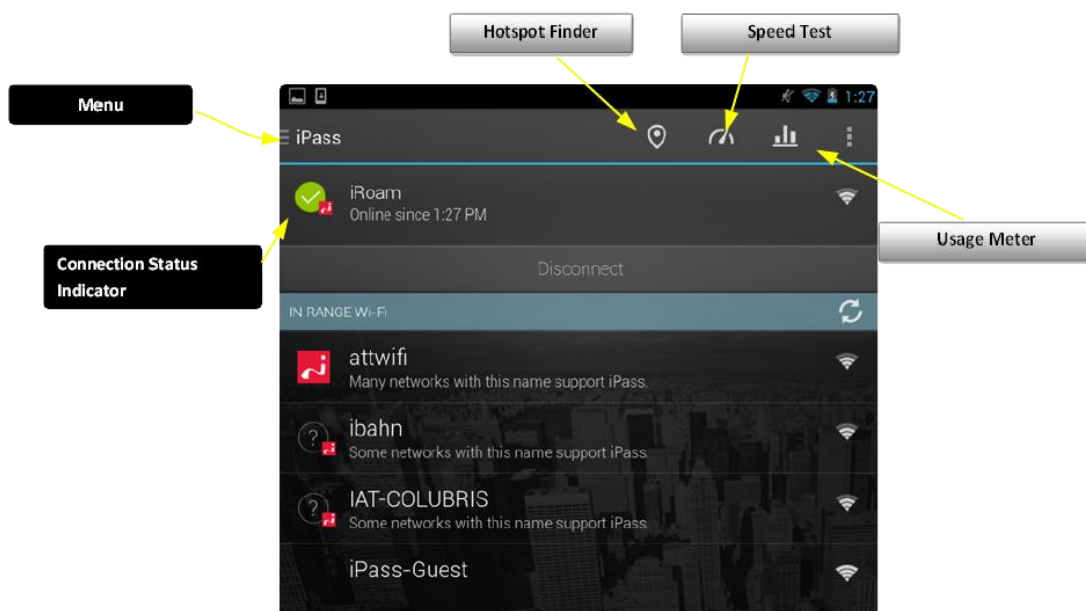 Hotspot Finder
Speed Test
Menu
1:27
iPass
iRoam
Online since 1:27 PM
Usage Meter
Connection Status
Indicator
Disconnect
IN RANGE Wi-Fi
attwifi
Many networks with this name support iPass.
ibahn
Some networks with this name support iPass.
IAT-COLUBRIS
Some networks with this name support iPass.
iPass-Guest